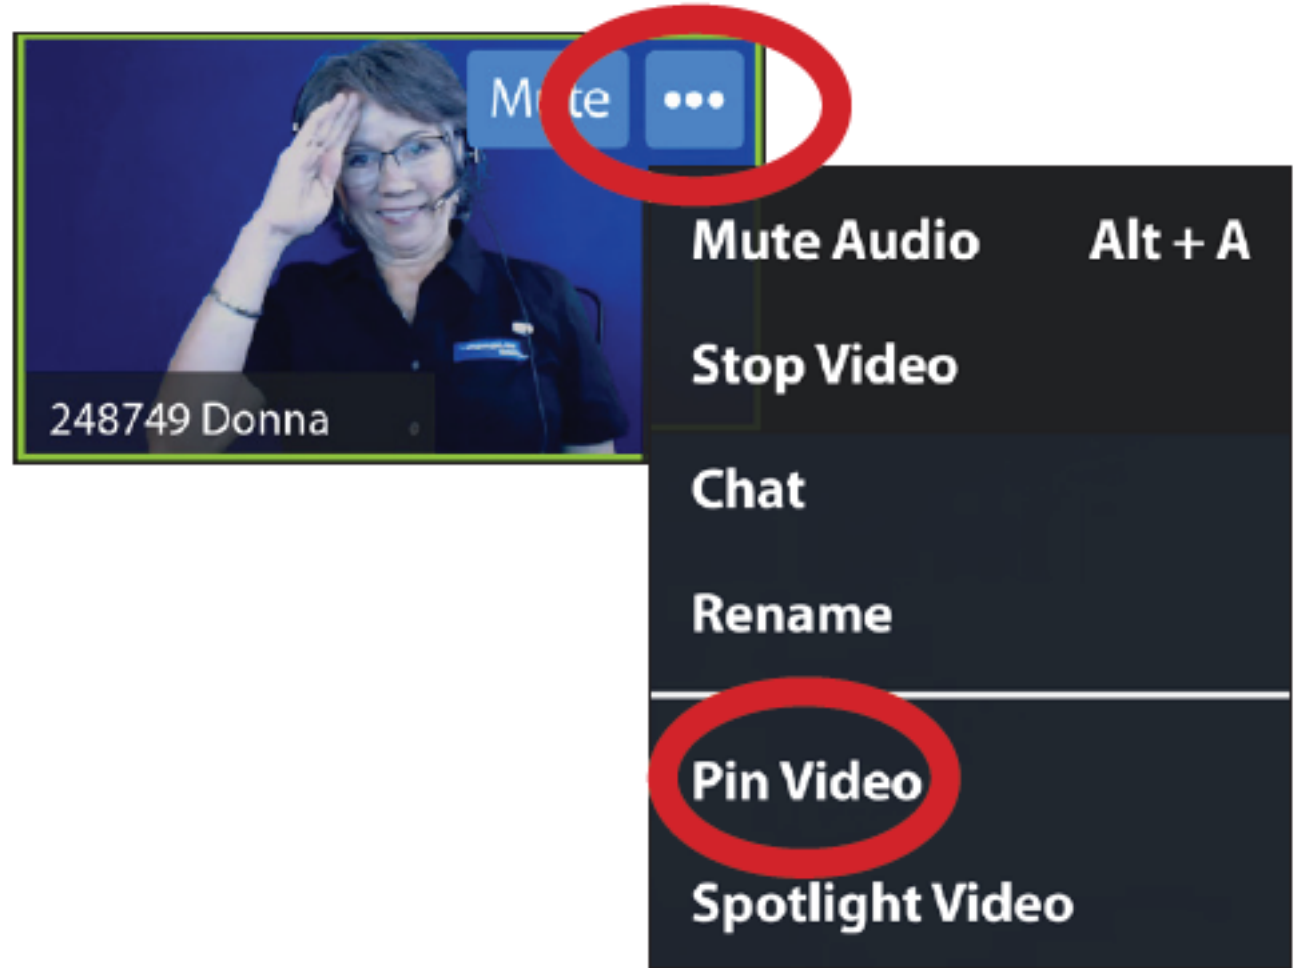 Mute •••
248749 Donna
Mute Audio Alt + A
Stop Video
Chat
Rename
Pin Video
Spotlight Video